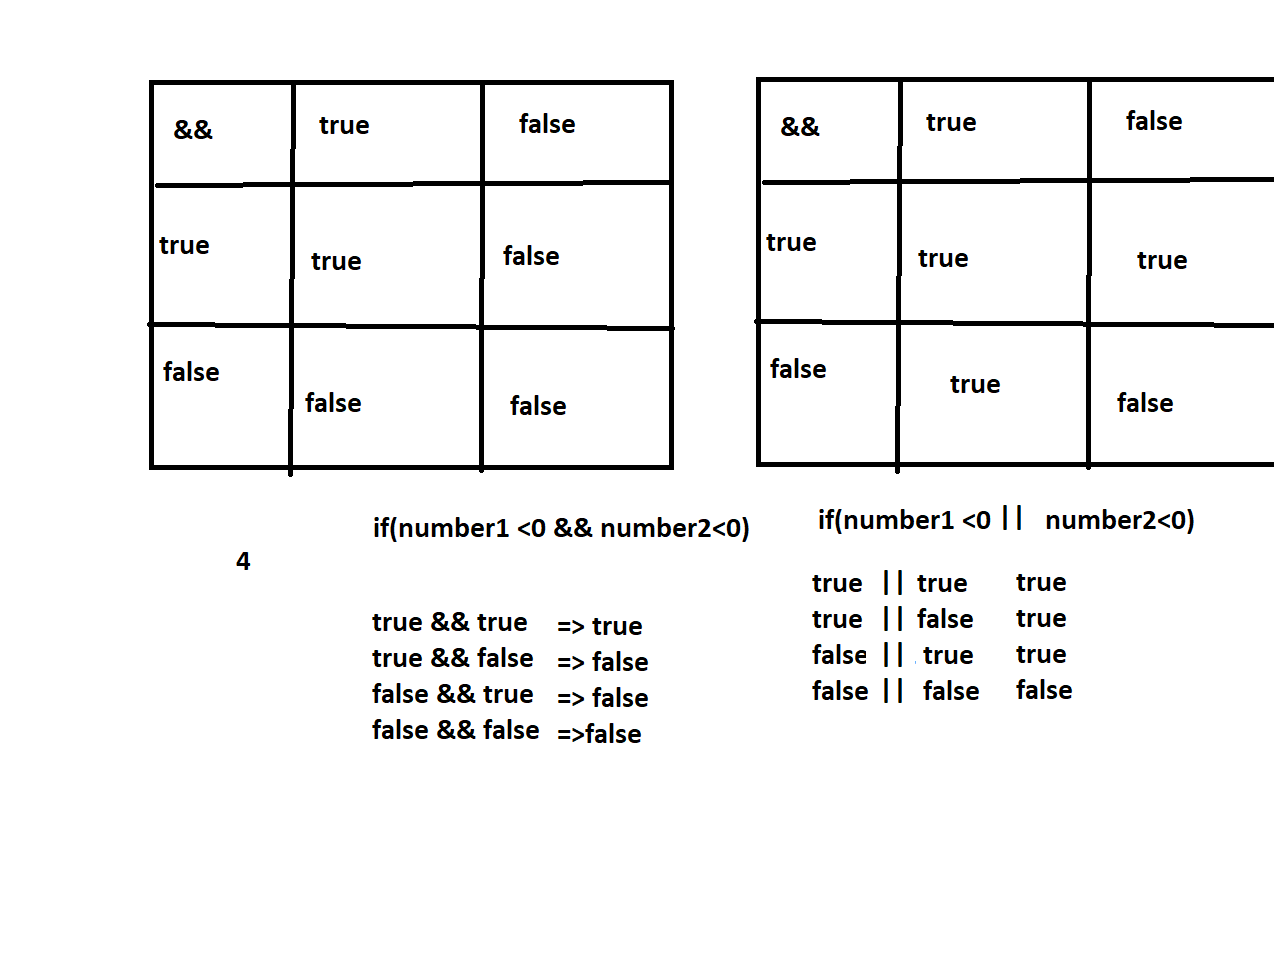 && true false
true true false
false false false
&& true false
true true true
false true false
if(number1 <0 && number2<0)
4
true && true => true
true && false => false
false && true => false
false && false =>false
if(number1 <0 || number2<0)
true || true true
true || false true
false || true true
false || false false